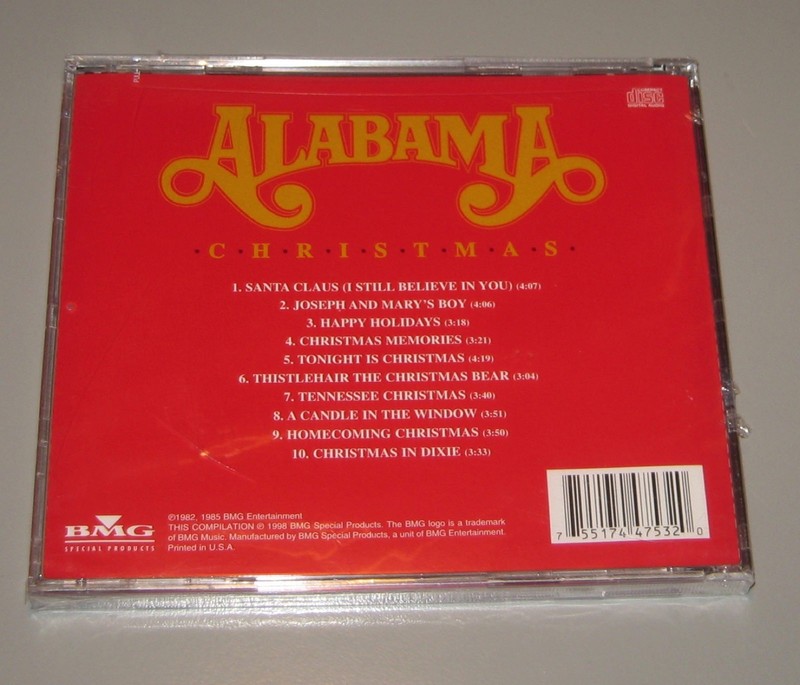 COMPACT
disc
DIGITAL AUDIO
ALABAMA
·C·H·R·I·S·T·M·A·S·
1. SANTA CLAUS (I STILL BELIEVE IN YOU) (4:07)
2. JOSEPH AND MARY'S BOY (4:06)
3. HAPPY HOLIDAYS (3:18)
4. CHRISTMAS MEMORIES (3:21)
5. TONIGHT IS CHRISTMAS (4:19)
6. THISTLEHAIR THE CHRISTMAS BEAR (3:04)
7. TENNESSEE CHRISTMAS (3:40)
8. A CANDLE IN THE WINDOW (3:51)
9. HOMECOMING CHRISTMAS (3:50)
10. CHRISTMAS IN DIXIE (3:33)
BMG
SPECIAL PRODUCTS
℗1982, 1985 BMG Entertainment
THIS COMPILATION ℗ 1998 BMG Special Products. The BMG logo is a trademark
of BMG Music. Manufactured by BMG Special Products, a unit of BMG Entertainment.
Printed in U.S.A.
7 55174 47532 0